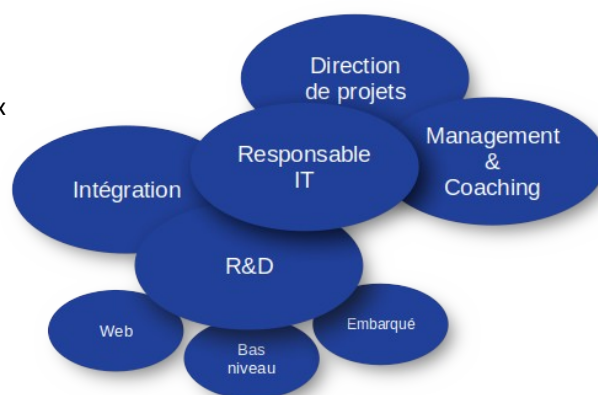 Direction
de projets
x
Management
&
Coaching
Responsable
IT
Intégration
R&D
Web
Embarqué
Bas
niveau